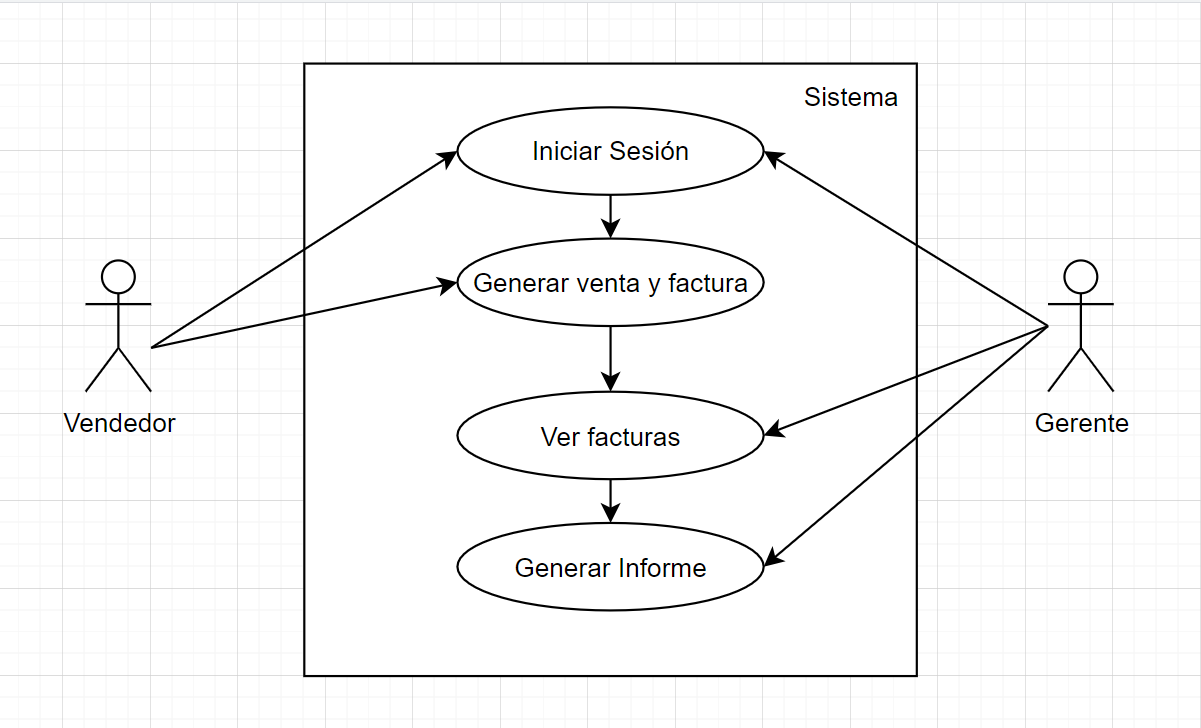 Sistema
Iniciar Sesión
Generar venta y factura
Vendedor
Gerente
Ver facturas
Generar Informe